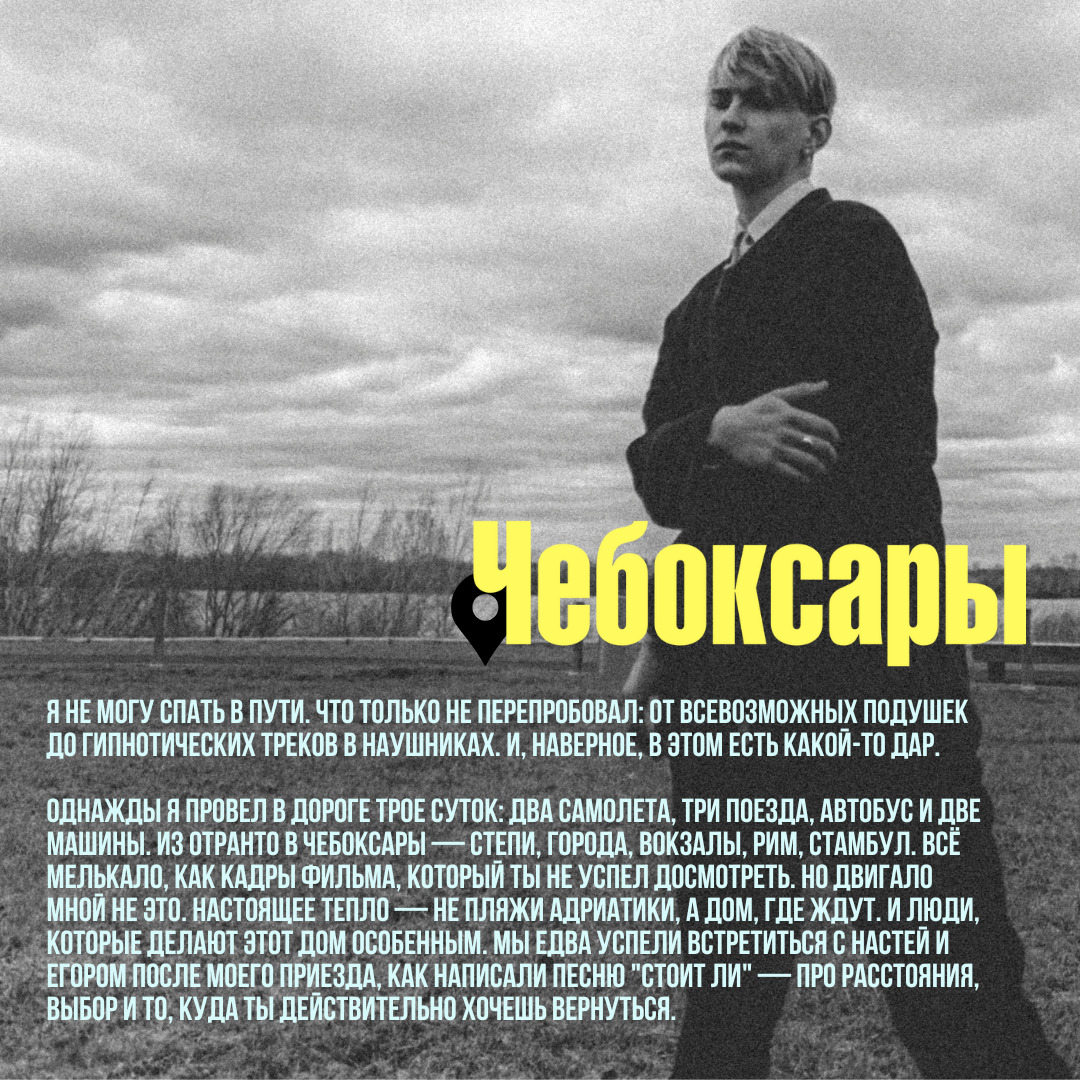 Чебоксары
Я НЕ МОГУ СПАТЬ В ПУТИ. ЧТО ТОЛЬКО НЕ ПЕРЕПРОБОВАЛ: ОТ ВСЕВОЗМОЖНЫХ ПОДУШЕК
ДО ГИПНОТИЧЕСКИХ ТРЕКОВ В НАУШНИКАХ. И, НАВЕРНОЕ, В ЭТОМ ЕСТЬ КАКОЙ-ТО ДАР.
ОДНАЖДЫ Я ПРОВЕЛ В ДОРОГЕ ТРОЕ СУТОК: ДВА САМОЛЕТА, ТРИ ПОЕЗДА, АВТОБУС И ДВЕ
МАШИНЫ. ИЗ ОТРАНТО В ЧЕБОКСАРЫ — СТЕПИ, ГОРОДА, ВОКЗАЛЫ, РИМ, СТАМБУЛ. ВСЁ
МЕЛЬКАЛО, КАК КАДРЫ ФИЛЬМА, КОТОРЫЙ ТЫ НЕ УСПЕЛ ДОСМОТРЕТЬ. НО ДВИГАЛО
МНОЙ НЕ ЭТО. НАСТОЯЩЕЕ ТЕПЛО — НЕ ПЛЯЖИ АДРИАТИКИ, А ДОМ, ГДЕ ЖДУТ. И ЛЮДИ,
КОТОРЫЕ ДЕЛАЮТ ЭТОТ ДОМ ОСОБЕННЫМ. МЫ ЕДВА УСПЕЛИ ВСТРЕТИТЬСЯ С НАСТЕЙ И
ЕГОРОМ ПОСЛЕ МОЕГО ПРИЕЗДА, КАК НАПИСАЛИ ПЕСНЮ "СТОИТ ЛИ" — ПРО РАССТОЯНИЯ,
ВЫБОР И ТО, КУДА ТЫ ДЕЙСТВИТЕЛЬНО ХОЧЕШЬ ВЕРНУТЬСЯ.